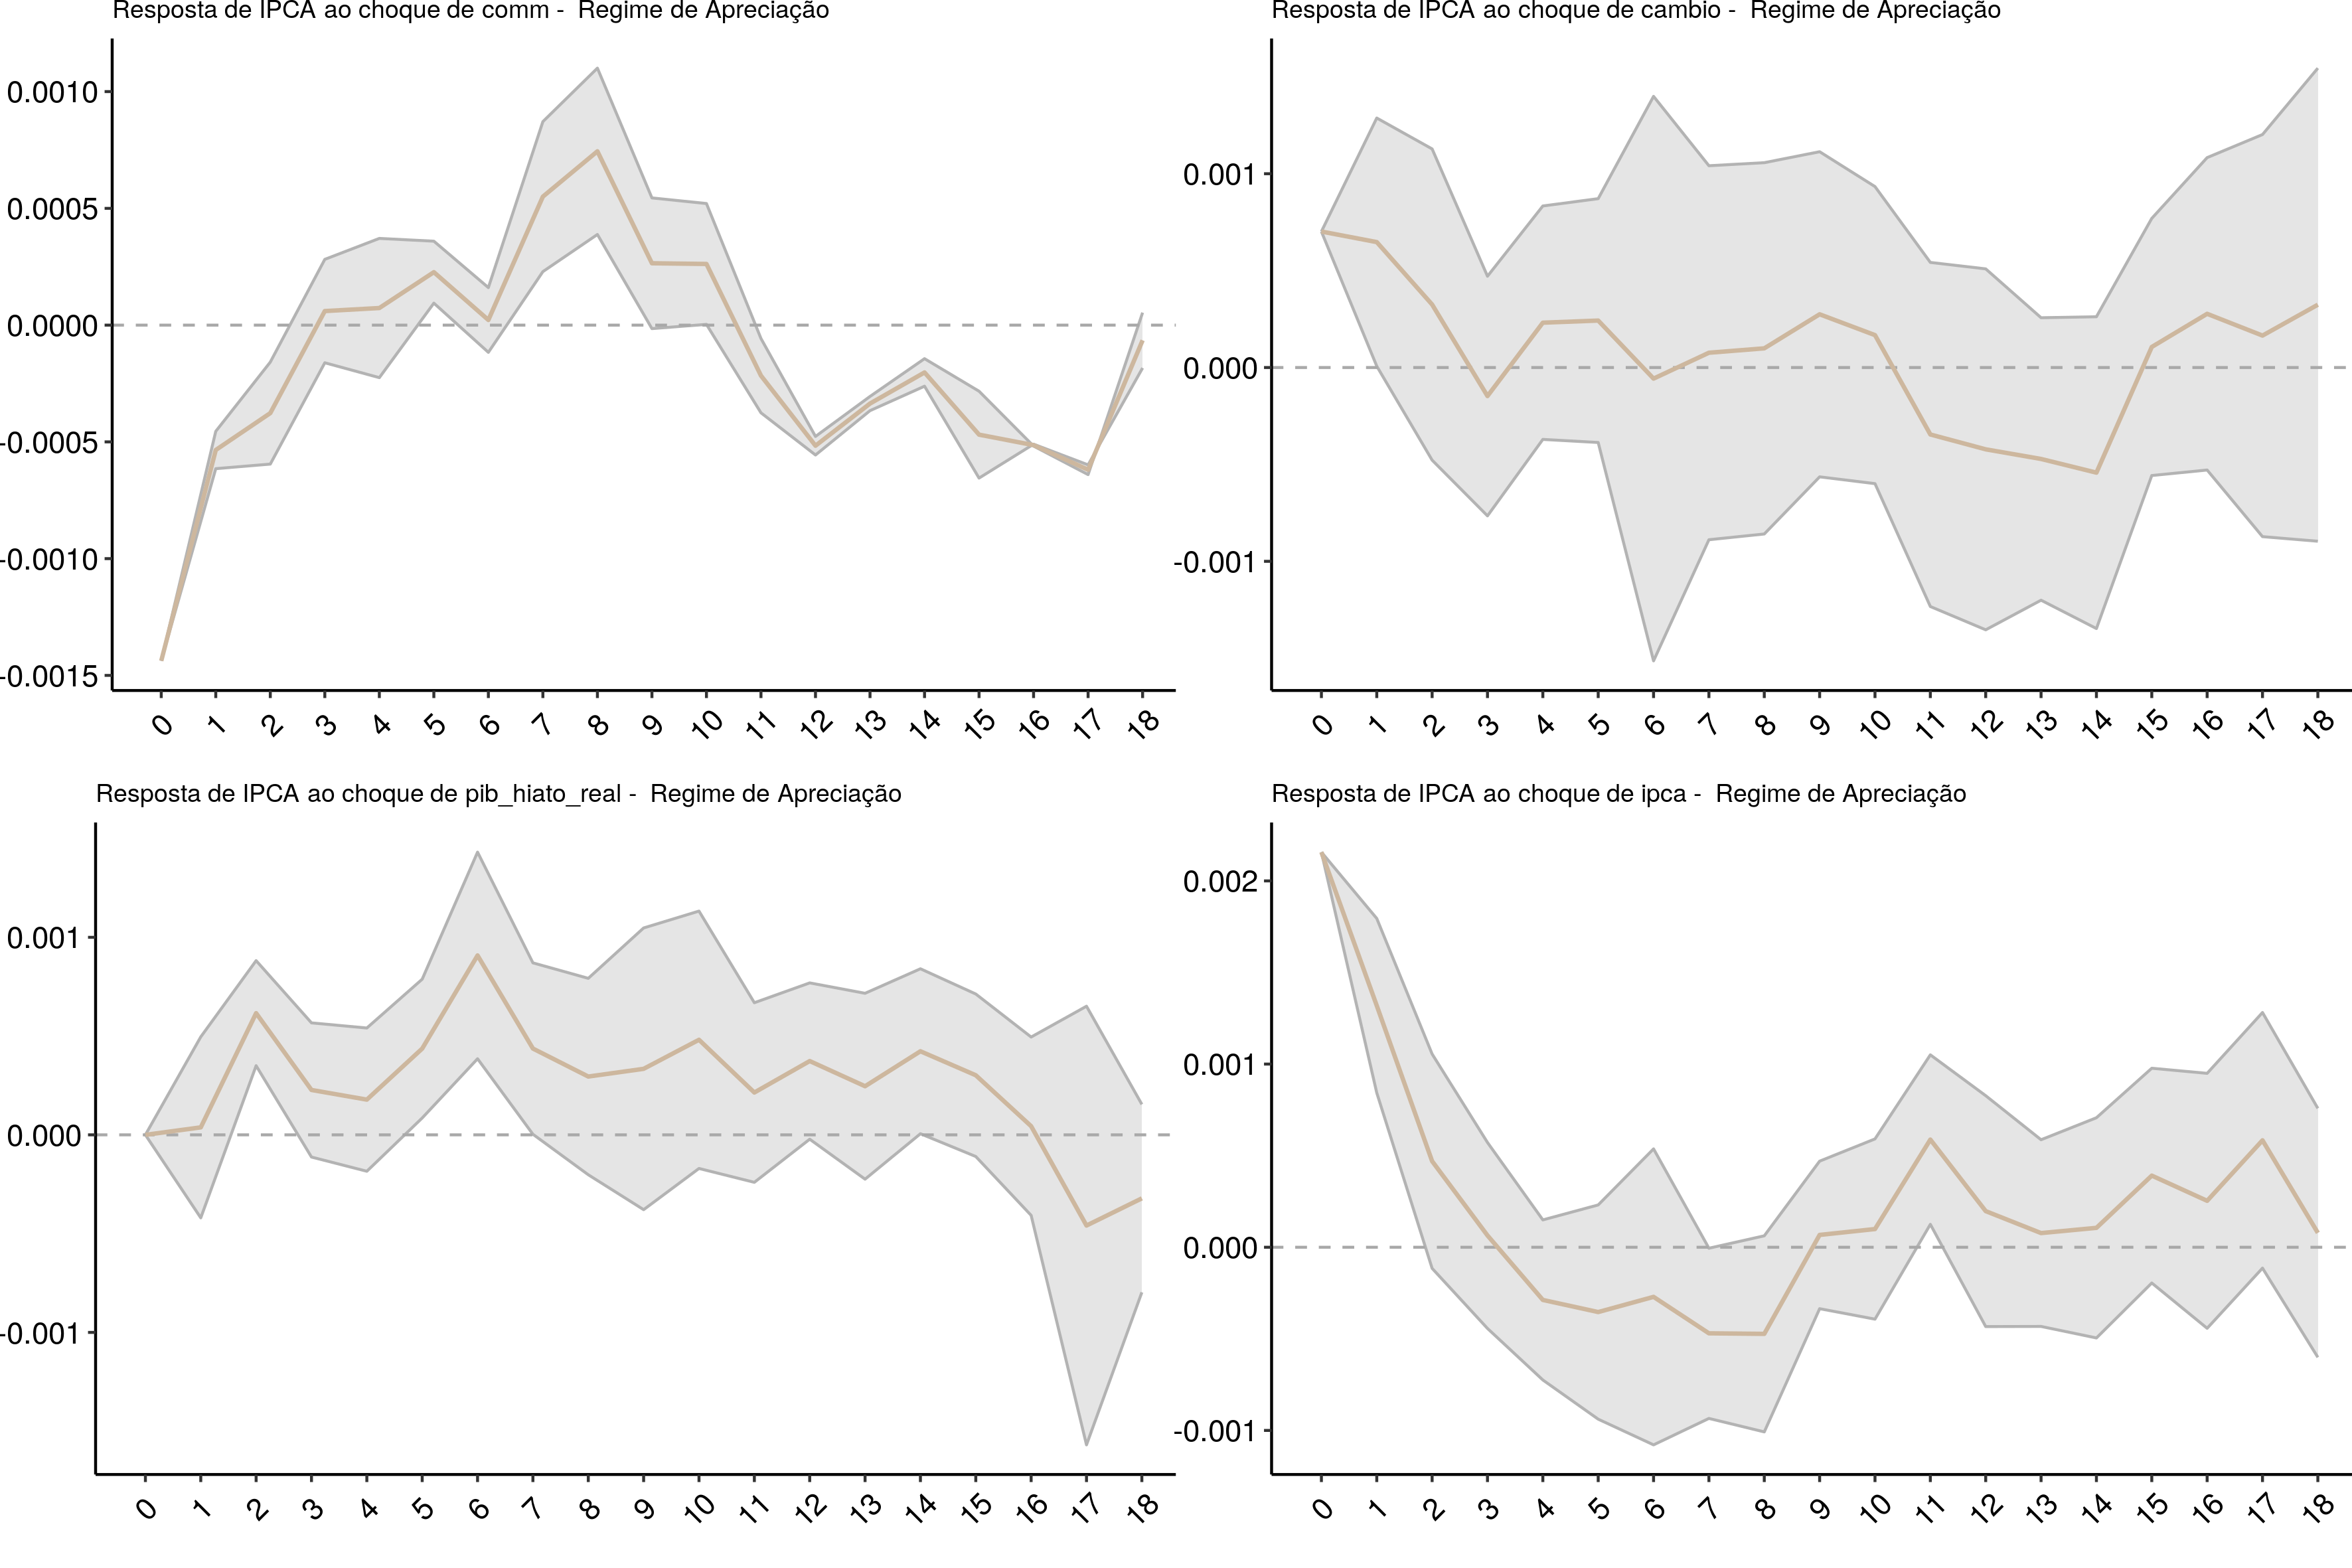 Resposta de IPCA ao choque de comm -  Regime de Apreciação
0.0010
0.0005
0.0000
-0.0005
-0.0010
-0.0015
0 1 2 3 4 5 6 7 8 9 10 11 12 13 14 15 16 17 18
Resposta de IPCA ao choque de cambio -  Regime de Apreciação
0.001
0.000
-0.001
0 1 2 3 4 5 6 7 8 9 10 11 12 13 14 15 16 17 18
Resposta de IPCA ao choque de pib_hiato_real -  Regime de Apreciação
0.001
0.000
-0.001
0 1 2 3 4 5 6 7 8 9 10 11 12 13 14 15 16 17 18
Resposta de IPCA ao choque de ipca -  Regime de Apreciação
0.002
0.001
0.000
-0.001
0 1 2 3 4 5 6 7 8 9 10 11 12 13 14 15 16 17 18